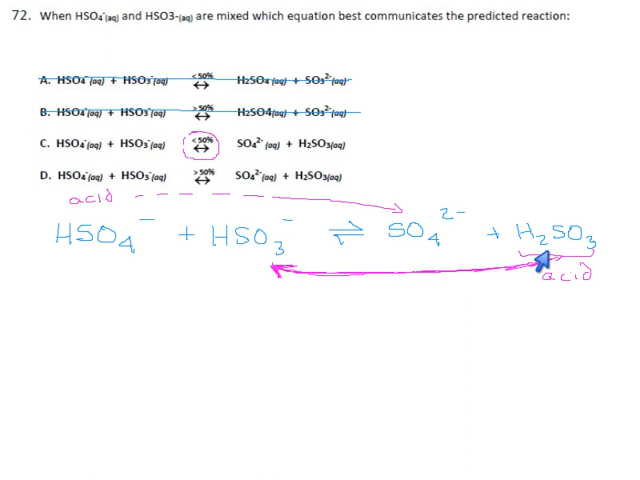 72. When HSO₄⁻(aq) and HSO3-(aq) are mixed which equation best communicates the predicted reaction:
A. HSO₄⁻(aq) + HSO₃⁻(aq) <50% ↔ H₂SO₄(aq) + SO₃²⁻(aq)
B. HSO₄⁻(aq) + HSO₃⁻(aq) >50% ↔ H₂SO4(aq) + SO₃²⁻(aq)
C. HSO₄⁻(aq) + HSO₃⁻(aq) <50% ↔ SO₄²⁻(aq) + H₂SO₃(aq)
D. HSO₄⁻(aq) + HSO₃⁻(aq) >50% ↔ SO₄²⁻(aq) + H₂SO₃(aq)
acid
HSO₄⁻ + HSO₃⁻ ⇌ SO₄²⁻ + H₂SO₃
acid